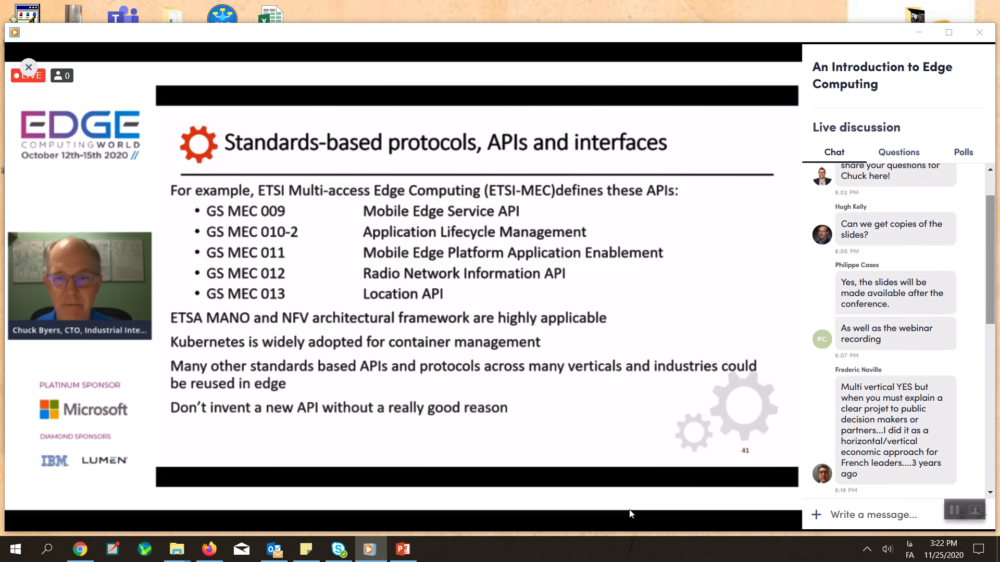 LIVE
0
EDGE
COMPUTINGWORLD
October 12th-15th 2020 //
Chuck Byers, CTO, Industrial Inte...
PLATINUM SPONSOR
Microsoft
DIAMOND SPONSORS
IBM LUMEN
Standards-based protocols, APIs and interfaces
For example, ETSI Multi-access Edge Computing (ETSI-MEC)defines these APIs:
• GS MEC 009 Mobile Edge Service API
• GS MEC 010-2 Application Lifecycle Management
• GS MEC 011 Mobile Edge Platform Application Enablement
• GS MEC 012 Radio Network Information API
• GS MEC 013 Location API
ETSA MANO and NFV architectural framework are highly applicable
Kubernetes is widely adopted for container management
Many other standards based APIs and protocols across many verticals and industries could
be reused in edge
Don't invent a new API without a really good reason
41
An Introduction to Edge
Computing
Live discussion
Chat Questions Polls
share your questions for
Chuck here!
6:02 PM
Hugh Kelly
Can we get copies of the
slides?
6:05 PM
Philippe Cases
Yes, the slides will be
made available after the
conference.
As well as the webinar
recording
PC
6:07 PM
Frederic Naville
Multi vertical YES but
when you must explain a
clear projet to public
decision makers or
partners...I did it as a
horizontal/vertical
economic approach for
French leaders....3 years
ago
6:19 PM
Write a message...
فا
FA
3:22 PM
11/25/2020